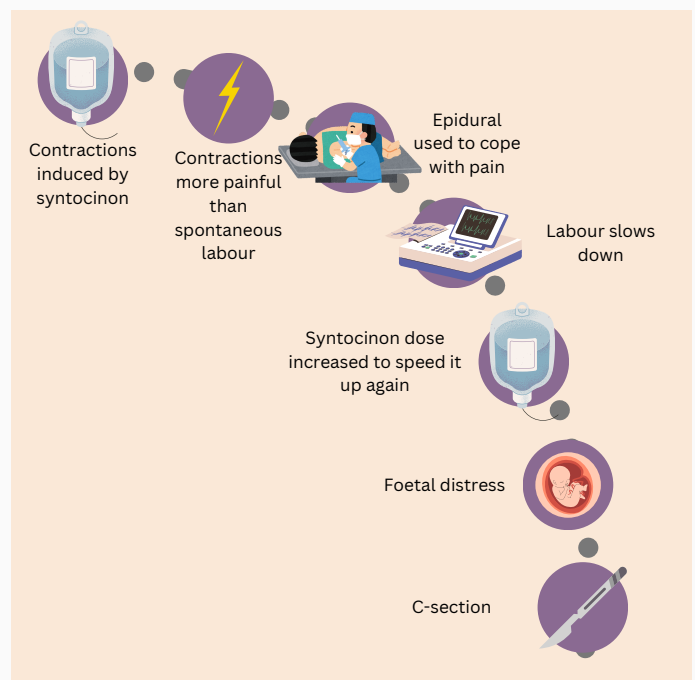 Contractions
induced by
syntocinon
Contractions
more painful
than
spontaneous
labour
Epidural
used to cope
with pain
Labour slows
down
Syntocinon dose
increased to speed it
up again
Foetal distress
C-section